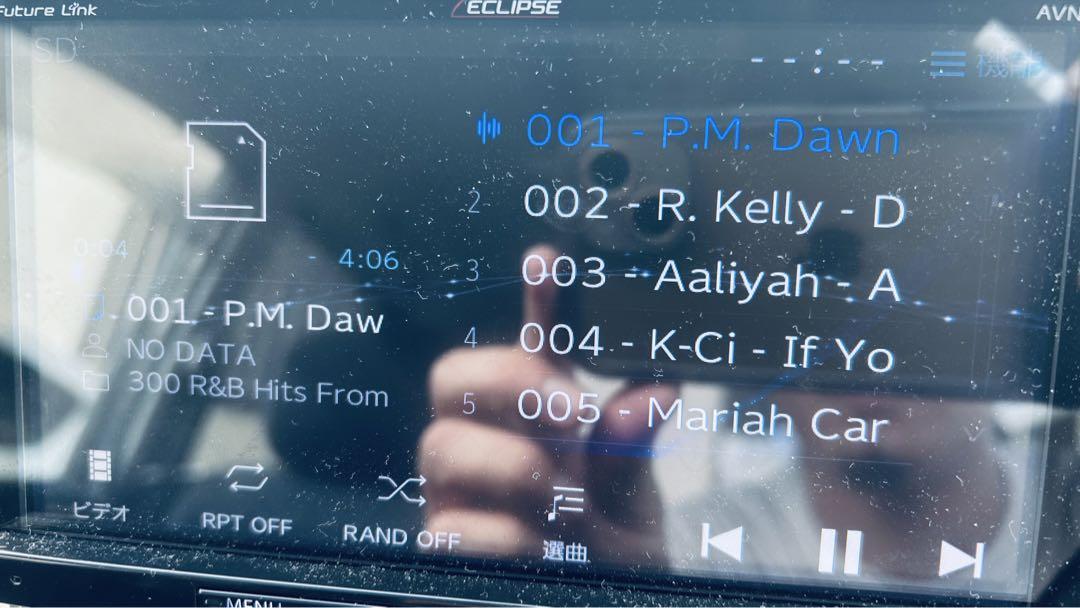 Future Link
ECLIPSE
AVN
SD
--:--
機能
001 - P.M. Dawn
2 002 - R. Kelly - D
0:04
- 4:06
3 003 - Aaliyah - A
001 - P.M. Daw
NO DATA
4 004 - K-Ci - If Yo
300 R&B Hits From
5 005 - Mariah Car
ビデオ
RPT OFF
RAND OFF
選曲
MENU